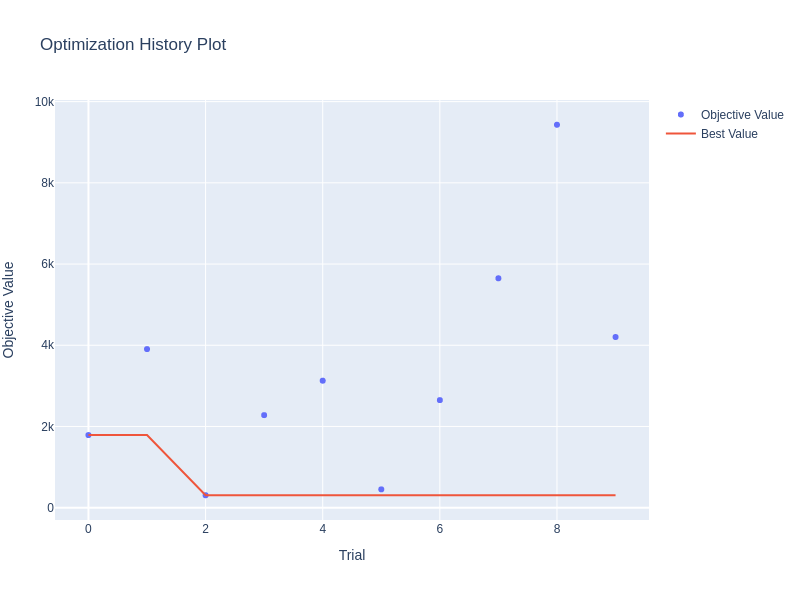 Optimization History Plot
10k
8k
6k
4k
2k
0
Objective Value
0
2
4
6
8
Trial
Objective Value
Best Value